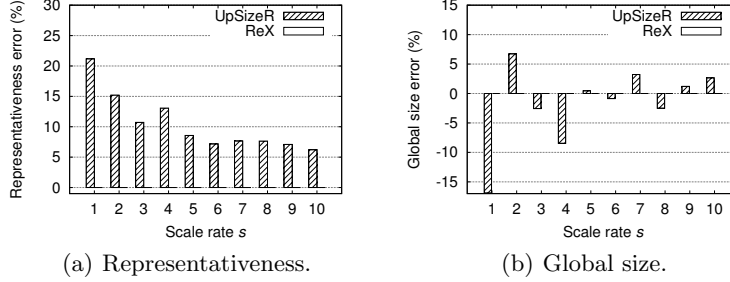 Representativeness error (%)
30
25
20
15
10
5
0
UpSizeR
ReX
1 2 3 4 5 6 7 8 9 10
Scale rate s
(a) Representativeness.
Global size error (%)
15
10
5
0
-5
-10
-15
UpSizeR
ReX
1 2 3 4 5 6 7 8 9 10
Scale rate s
(b) Global size.